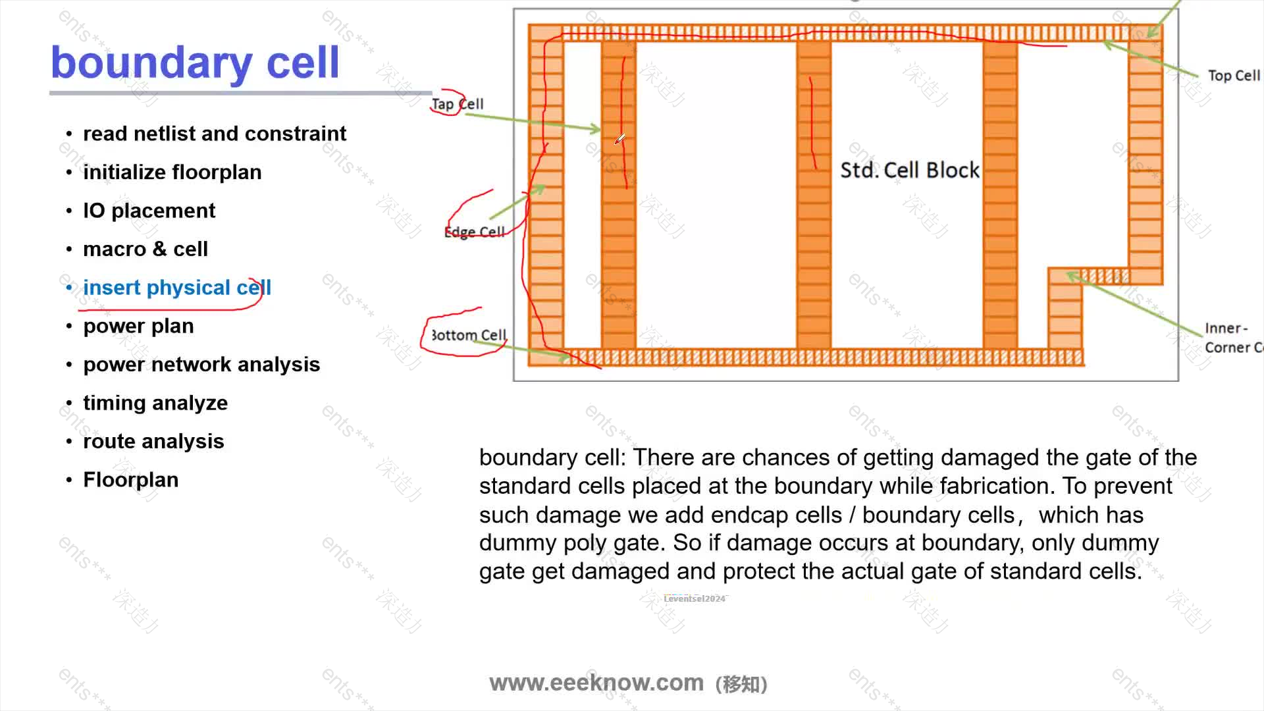 boundary cell
• read netlist and constraint
• initialize floorplan
• IO placement
• macro & cell
• insert physical cell
• power plan
• power network analysis
• timing analyze
• route analysis
• Floorplan
Tap Cell
Edge Cell
Bottom Cell
Std. Cell Block
Top Cell
Inner-
Corner C
boundary cell: There are chances of getting damaged the gate of the
standard cells placed at the boundary while fabrication. To prevent
such damage we add endcap cells / boundary cells，which has
dummy poly gate. So if damage occurs at boundary, only dummy
gate get damaged and protect the actual gate of standard cells.
Leventsel2024
www.eeeknow.com（移知）
ents***
深造力